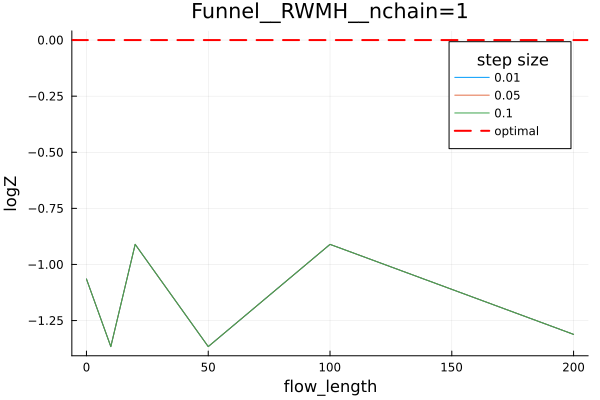 Funnel__RWMH__nchain=1
logZ
0.00
−0.25
−0.50
−0.75
−1.00
−1.25
step size
0.01
0.05
0.1
optimal
0
50
100
150
200
flow_length